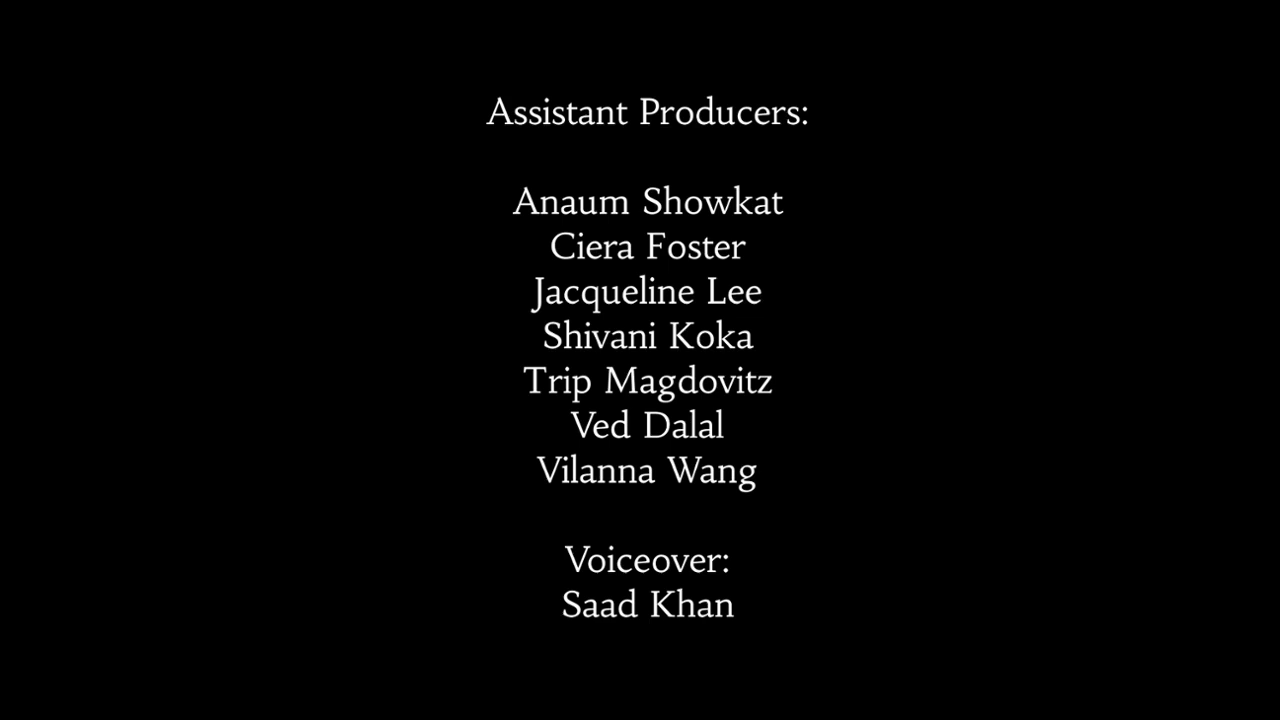 Assistant Producers:
Anaum Showkat
Ciera Foster
Jacqueline Lee
Shivani Koka
Trip Magdovitz
Ved Dalal
Vilanna Wang
Voiceover:
Saad Khan